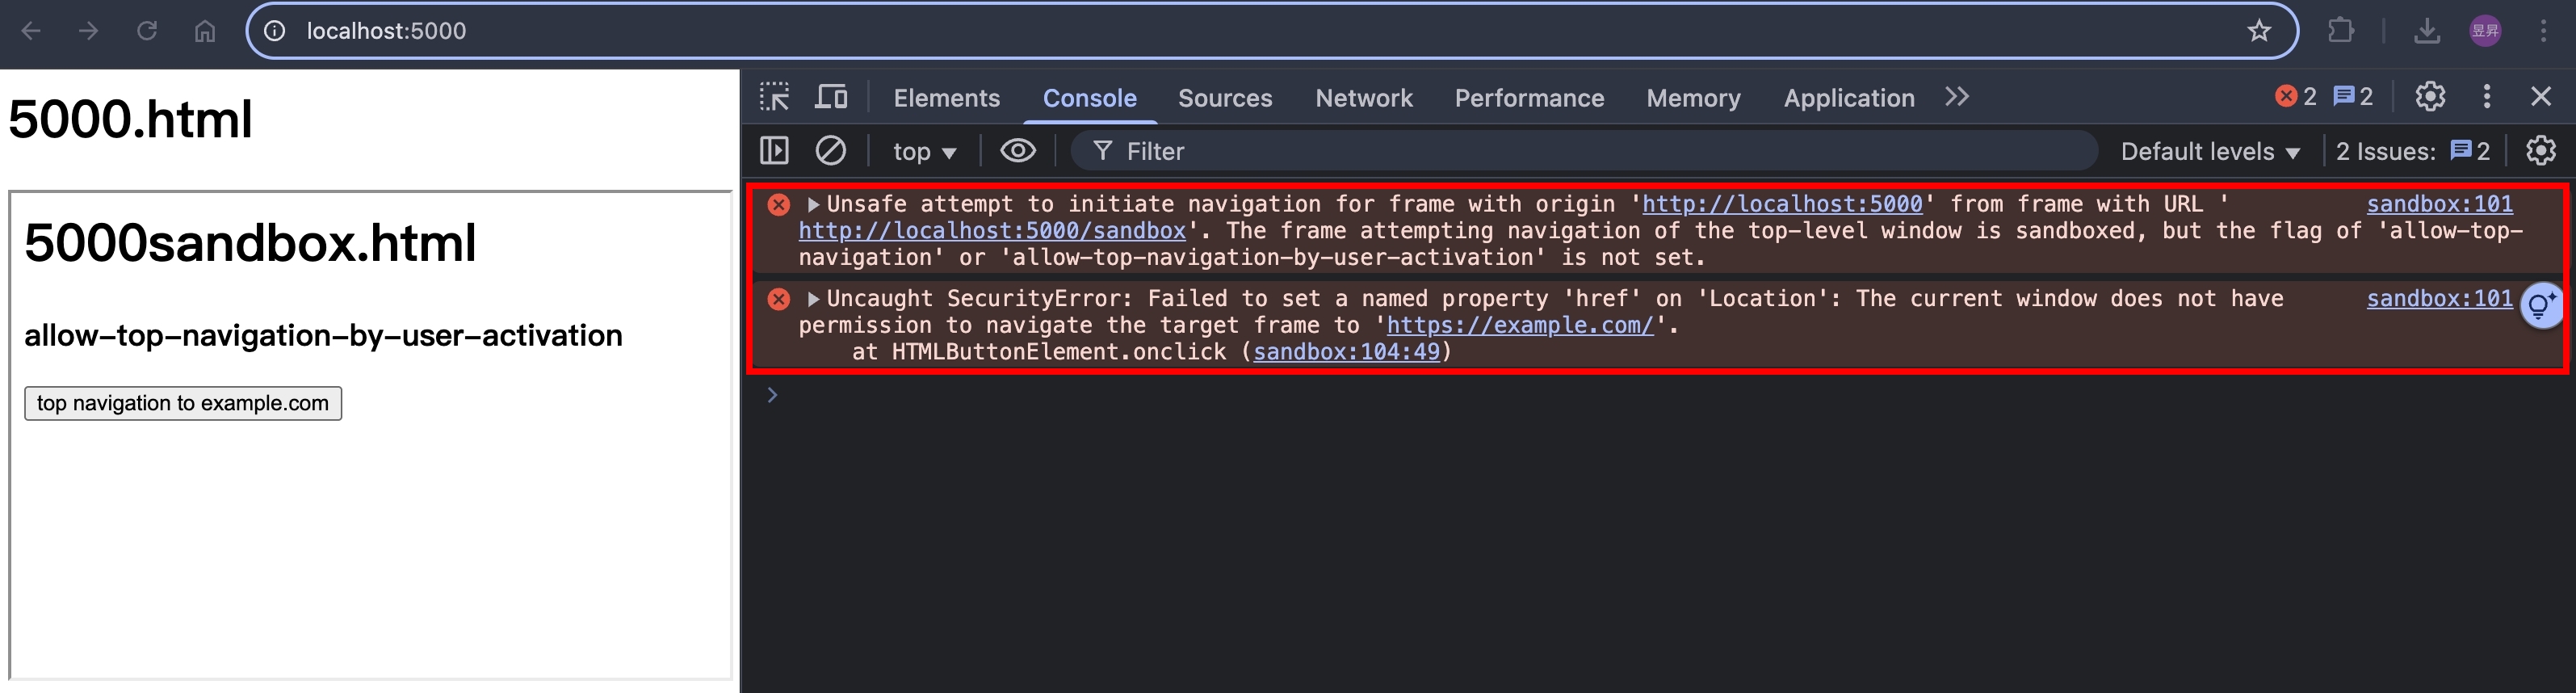 localhost:5000
昱昇
5000.html
5000sandbox.html
allow-top-navigation-by-user-activation
top navigation to example.com
Elements Console Sources Network Performance Memory Application 2 2
top Filter Default levels 2 Issues: 2
Unsafe attempt to initiate navigation for frame with origin 'http://localhost:5000' from frame with URL ' sandbox:101
http://localhost:5000/sandbox'. The frame attempting navigation of the top-level window is sandboxed, but the flag of 'allow-top-
navigation' or 'allow-top-navigation-by-user-activation' is not set.
Uncaught SecurityError: Failed to set a named property 'href' on 'Location': The current window does not have sandbox:101
permission to navigate the target frame to 'https://example.com/'.
at HTMLButtonElement.onclick (sandbox:104:49)